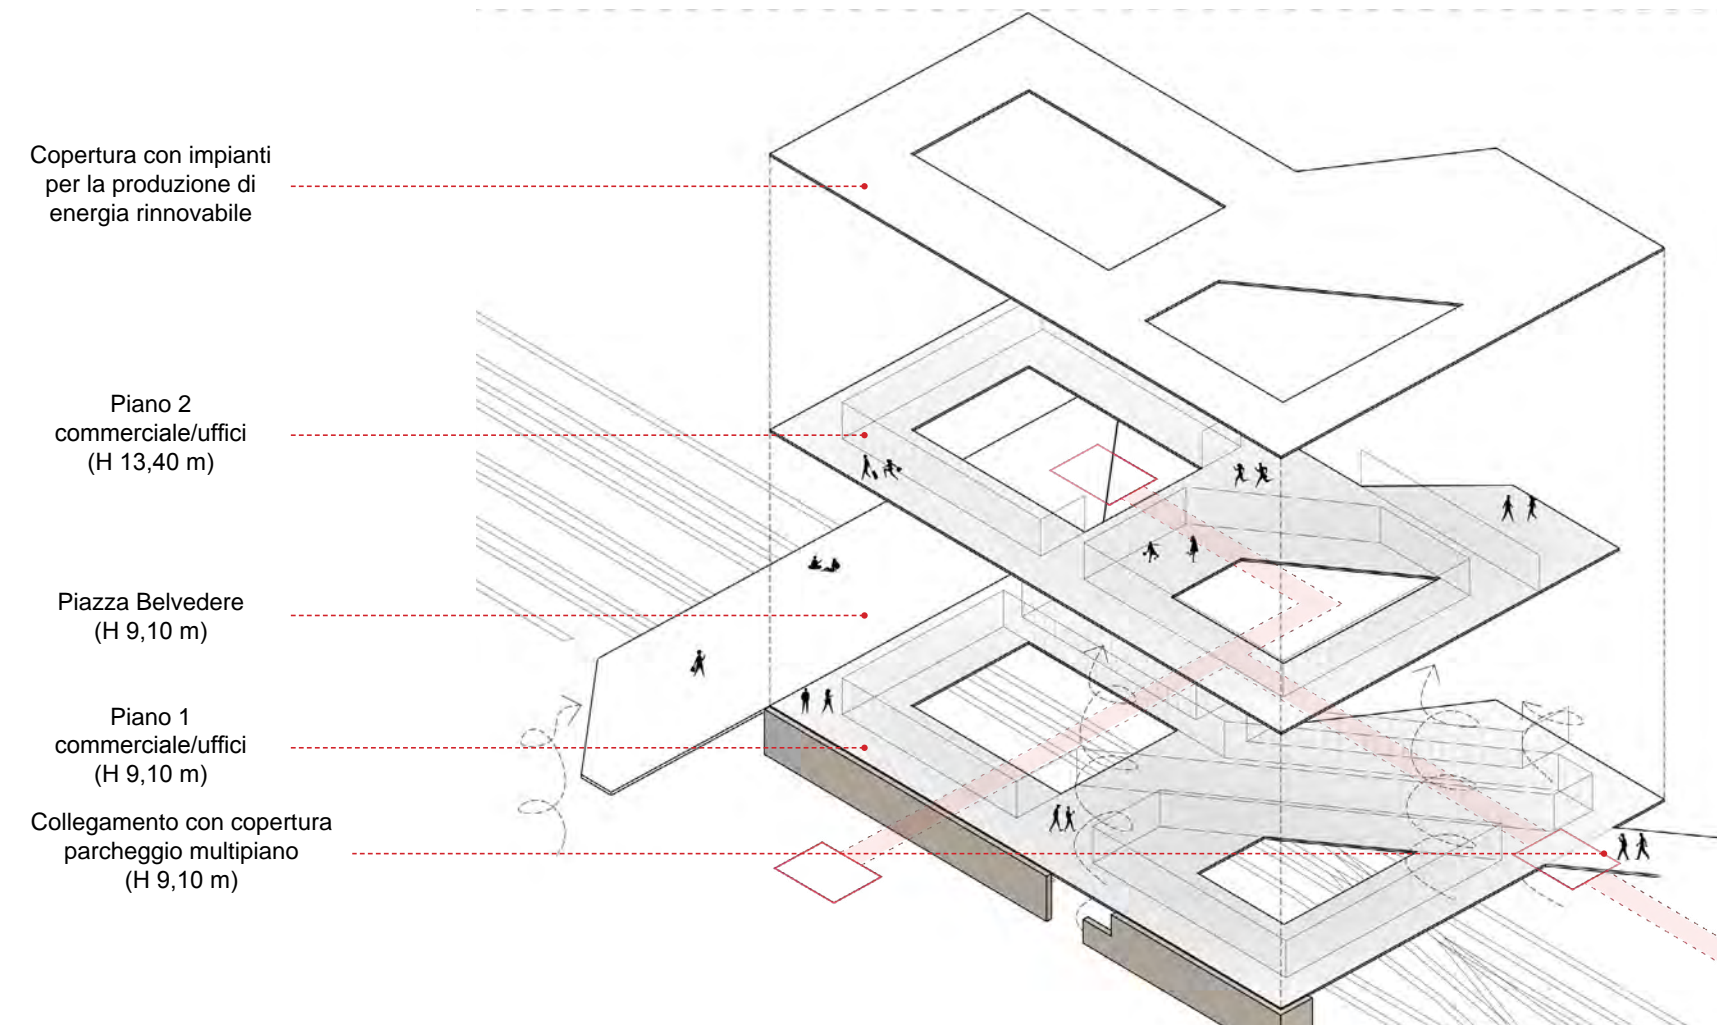 Copertura con impianti
per la produzione di
energia rinnovabile
Piano 2
commerciale/uffici
(H 13,40 m)
Piazza Belvedere
(H 9,10 m)
Piano 1
commerciale/uffici
(H 9,10 m)
Collegamento con copertura
parcheggio multipiano
(H 9,10 m)